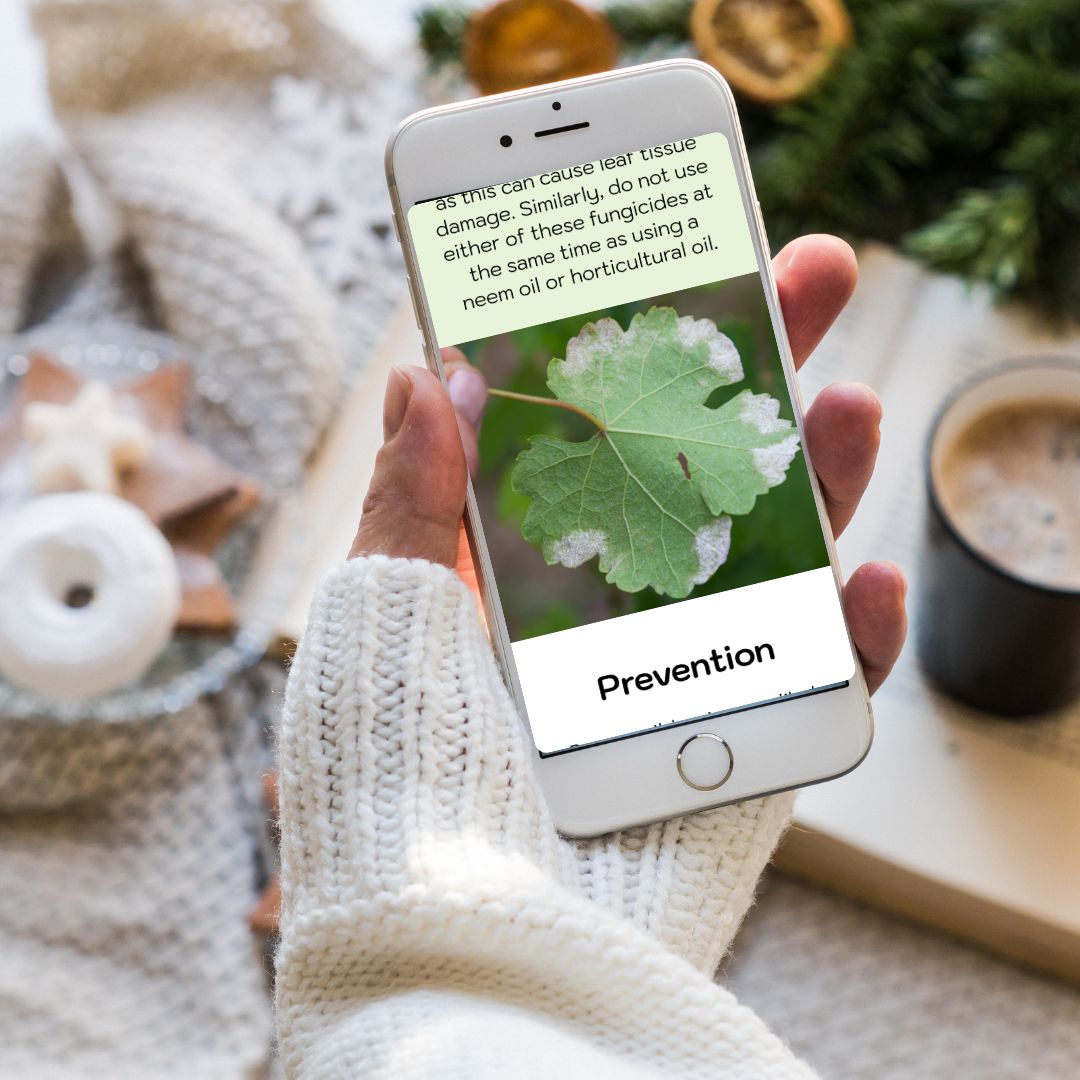 as this can cause leaf tissue
damage. Similarly, do not use
either of these fungicides at
the same time as using a
neem oil or horticultural oil.
Prevention